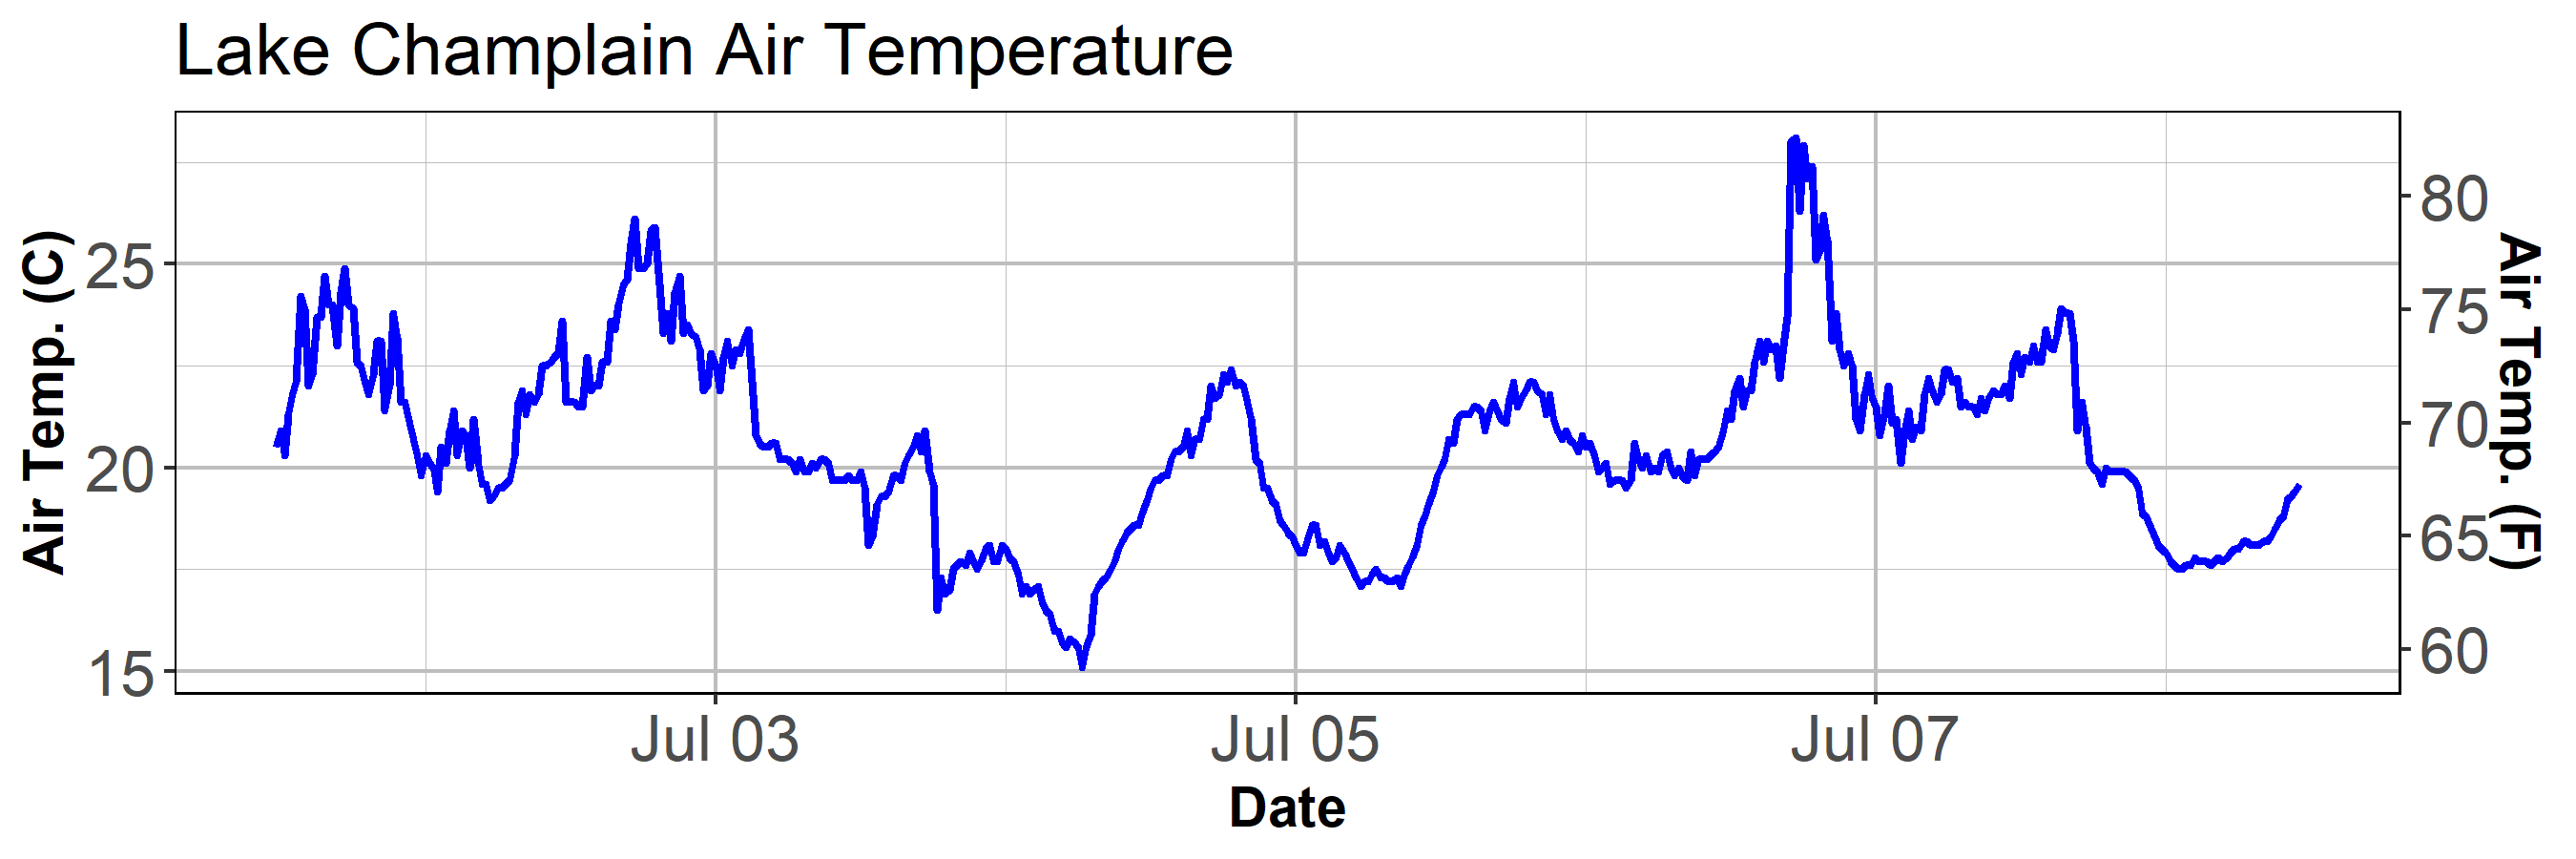 Lake Champlain Air Temperature
Air Temp. (C)
25
20
15
80
75
70
65
60
Air Temp. (F)
Jul 03
Jul 05
Jul 07
Date